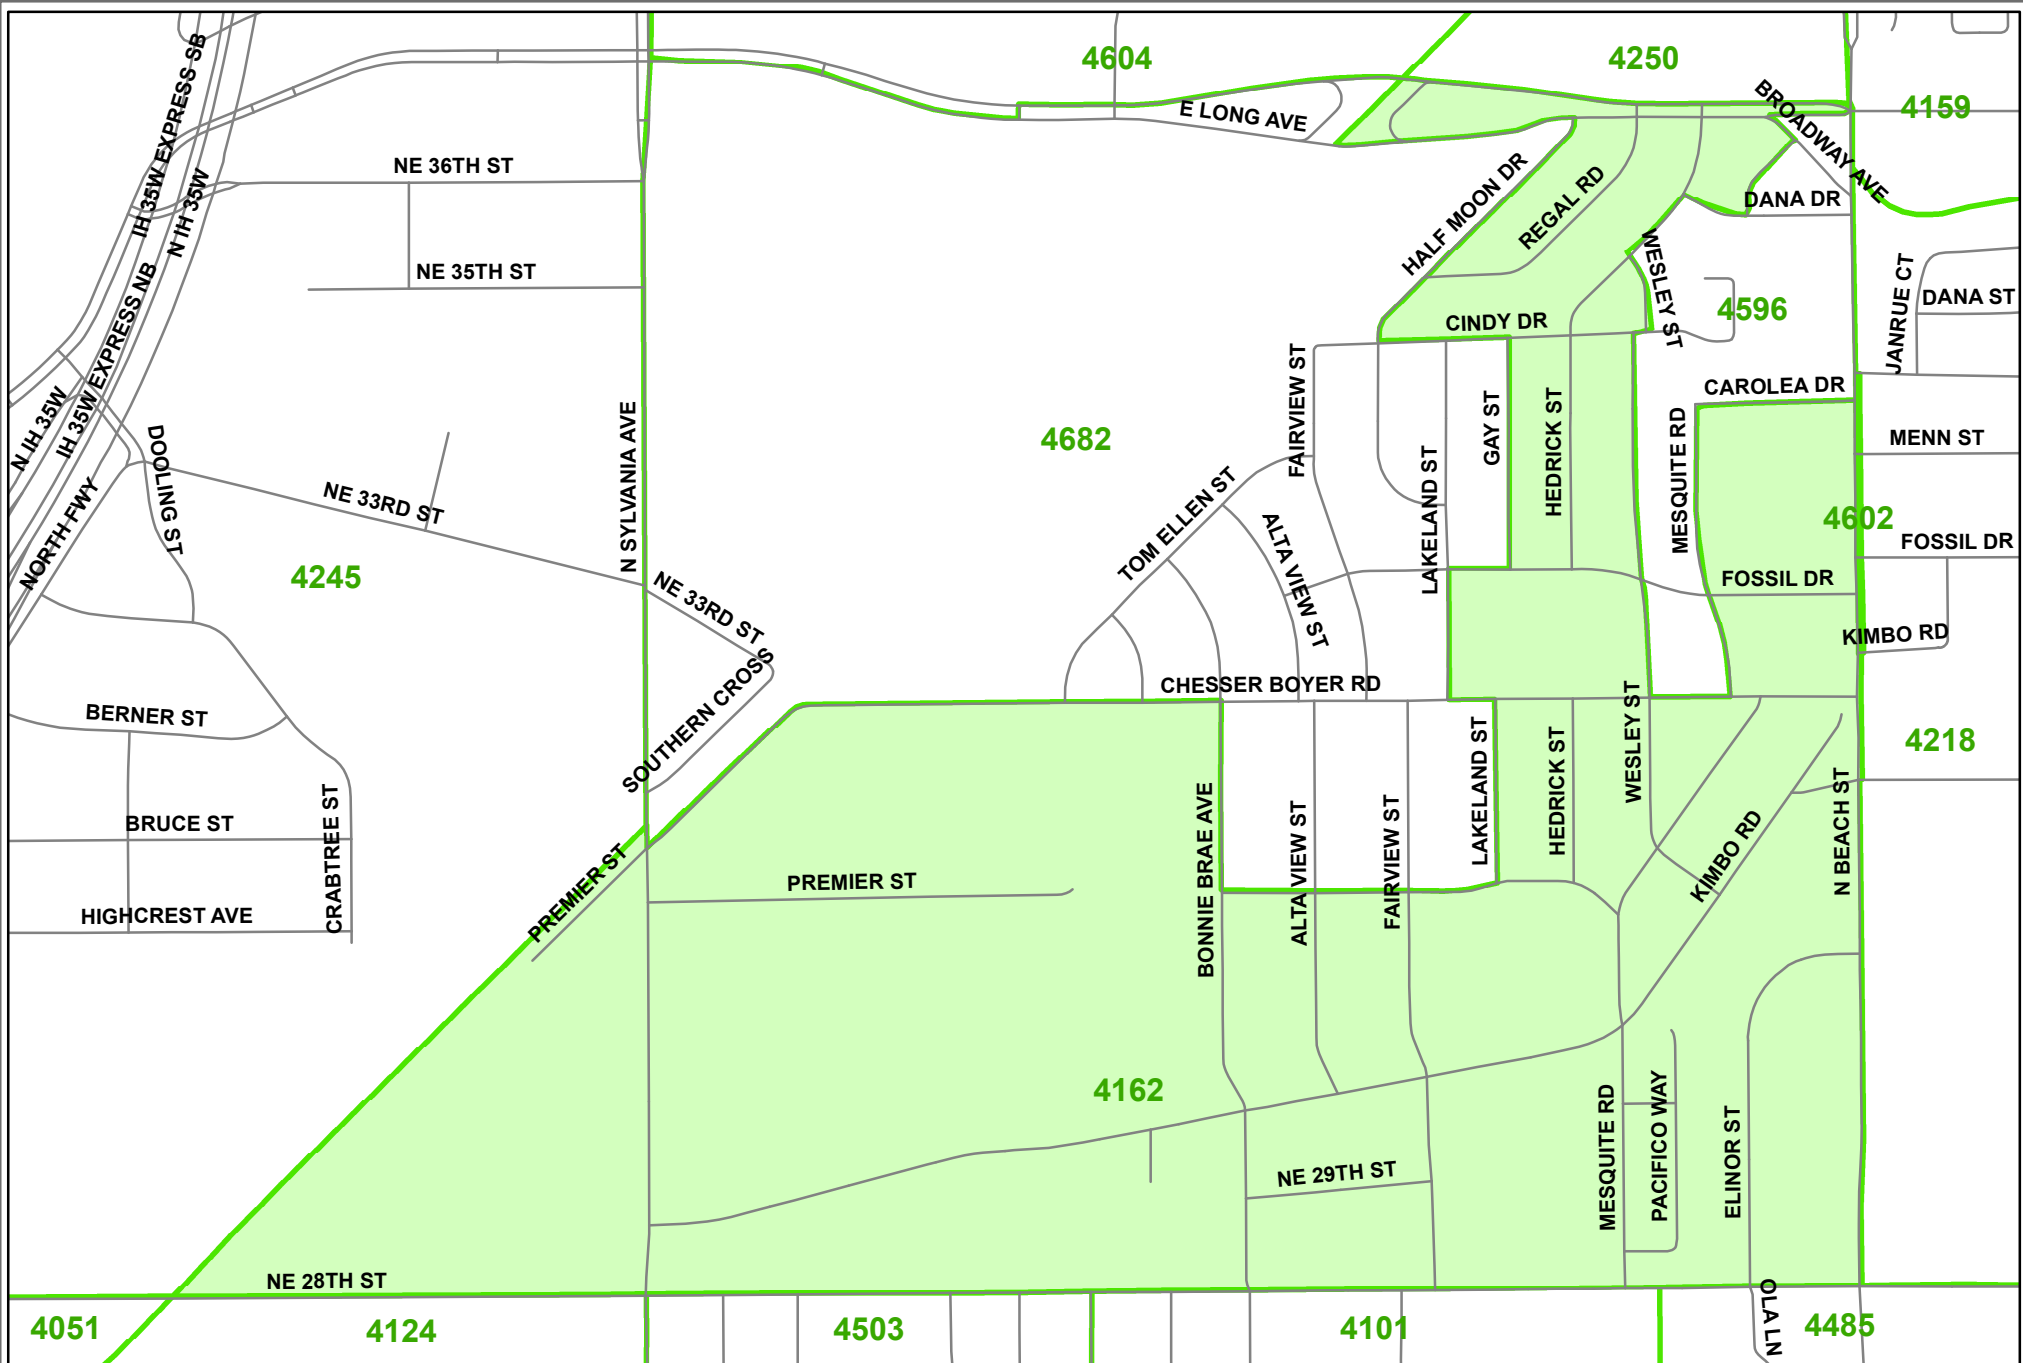 4604
4250
4159
IH 35W EXPRESS SB
E LONG AVE
BROADWAY AVE
NE 36TH ST
N IH 35W
HALF MOON DR
REGAL RD
DANA DR
NE 35TH ST
WESLEY ST
4596
JANRUE CT
DANA ST
IH 35W EXPRESS NB
CINDY DR
FAIRVIEW ST
CAROLEA DR
N IH 35W
DOOLING ST
N SYLVANIA AVE
4682
GAY ST
HEDRICK ST
MESQUITE RD
MENN ST
NORTH FWY
NE 33RD ST
TOM ELLEN ST
ALTA VIEW ST
LAKELAND ST
4602
FOSSIL DR
4245
NE 33RD ST
FOSSIL DR
KIMBO RD
SOUTHERN CROSS
CHESSER BOYER RD
BERNER ST
WESLEY ST
4218
BRUCE ST
CRABTREE ST
LAKELAND ST
HEDRICK ST
N BEACH ST
PREMIER ST
PREMIER ST
BONNIE BRAE AVE
ALTA VIEW ST
FAIRVIEW ST
KIMBO RD
HIGHCREST AVE
4162
MESQUITE RD
PACIFICO WAY
ELINOR ST
NE 29TH ST
NE 28TH ST
4051
4124
4503
4101
OLA LN
4485